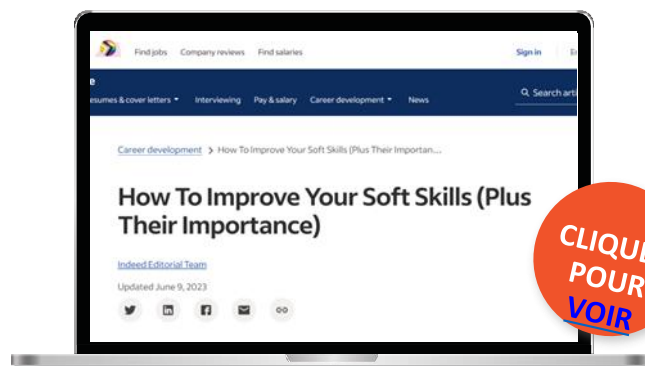 Find jobs Company reviews Find salaries Sign in
esumes & cover letters Interviewing Pay & salary Career development News Search arti
Career development > How To Improve Your Soft Skills (Plus Their Importan....
How To Improve Your Soft Skills (Plus
Their Importance)
Indeed Editorial Team
Updated June 9, 2023
CLIQUE
POUR
VOIR